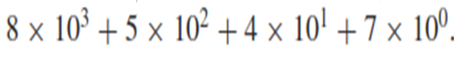 8 × 10³ + 5 × 10² + 4 × 10¹ + 7 × 10⁰.